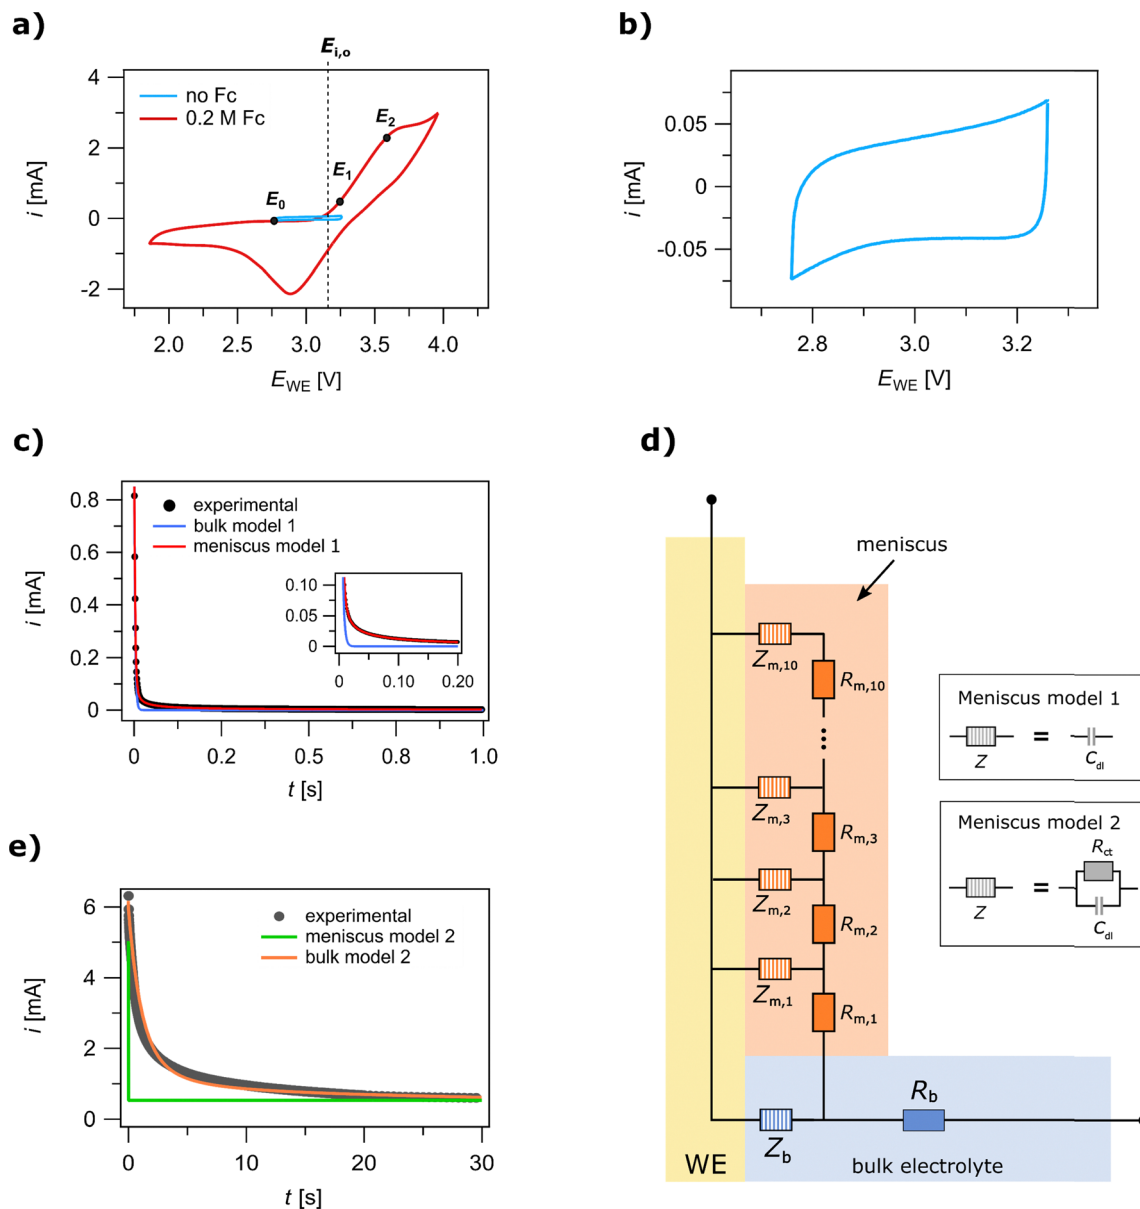 a)
E_i,o
4
2
0
-2
i [mA]
no Fc
0.2 M Fc
E_0
E_1
E_2
2.0
2.5
3.0
3.5
4.0
E_WE [V]
b)
0.05
0
-0.05
i [mA]
2.8
3.0
3.2
E_WE [V]
c)
0.8
0.6
0.4
0.2
0
i [mA]
experimental
bulk model 1
meniscus model 1
0.10
0.05
0
0
0.10
0.20
0
0.2
0.5
0.8
1.0
t [s]
d)
meniscus
Z_m,10
R_m,10
Z_m,3
R_m,3
Z_m,2
R_m,2
Z_m,1
R_m,1
R_b
Z_b
WE
bulk electrolyte
Meniscus model 1
=
Z
C_dl
Meniscus model 2
R_ct
=
Z
C_dl
e)
6
4
2
0
i [mA]
experimental
meniscus model 2
bulk model 2
0
10
20
30
t [s]